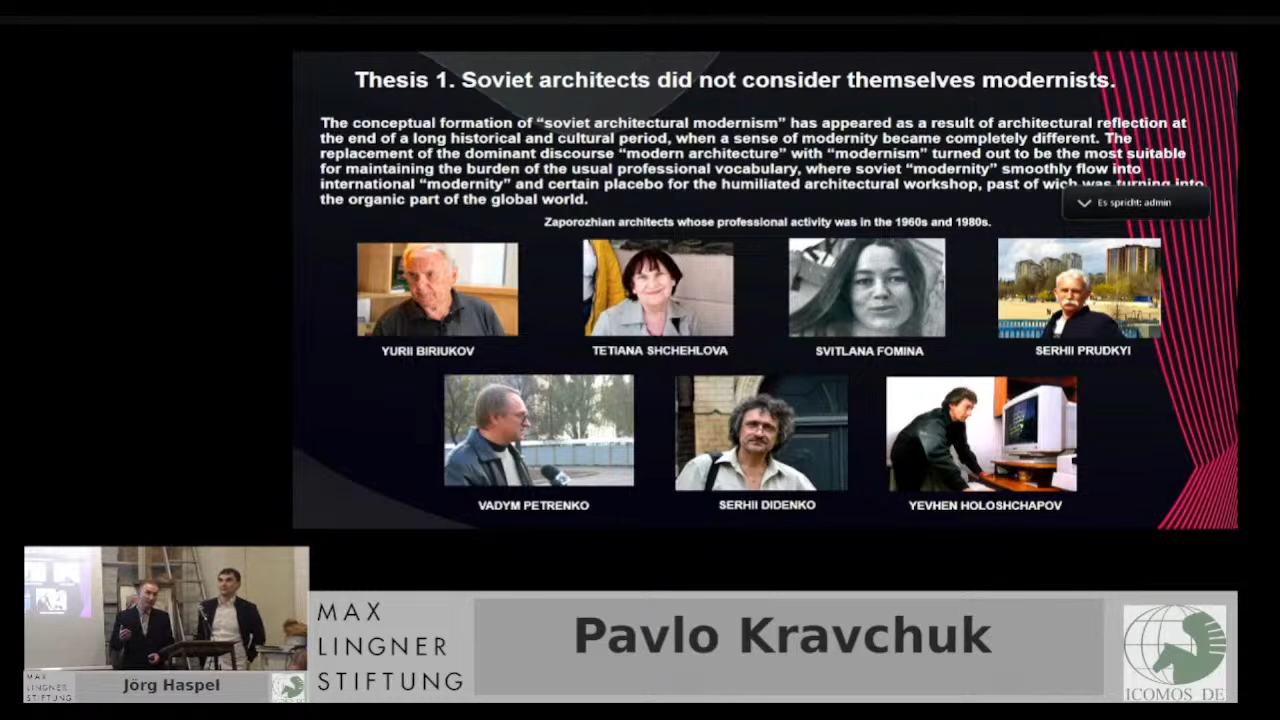 Thesis 1. Soviet architects did not consider themselves modernists.
The conceptual formation of “soviet architectural modernism” has appeared as a result of architectural reflection at
the end of a long historical and cultural period, when a sense of modernity became completely different. The
replacement of the dominant discourse “modern architecture” with “modernism” turned out to be the most suitable
for maintaining the burden of the usual professional vocabulary, where soviet “modernity” smoothly flow into
international “modernity” and certain placebo for the humiliated architectural workshop, past of wich was turning into
the organic part of the global world.
Es spricht: admin
Zaporozhian architects whose professional activity was in the 1960s and 1980s.
YURII BIRIUKOV
TETIANA SHCHEHLOVA
SVITLANA FOMINA
SERHII PRUDKYI
VADYM PETRENKO
SERHII DIDENKO
YEVHEN HOLOSHCHAPOV
MAX
LINGNER
STIFTUNG
Jörg Haspel
MAX
LINGNER
STIFTUNG
Pavlo Kravchuk
ICOMOS DE